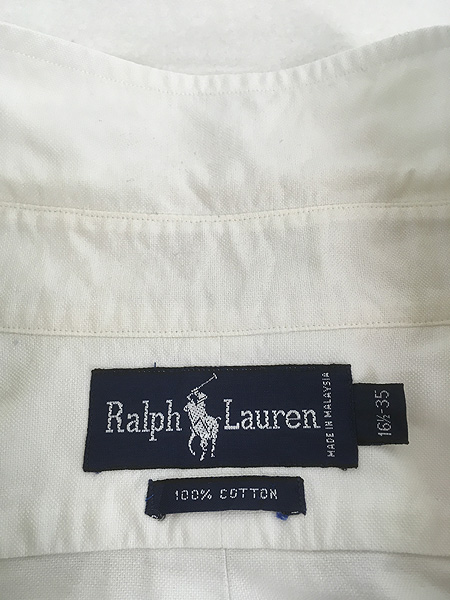 Ralph Lauren
MADE IN MALAYSIA
16½-35
100% COTTON